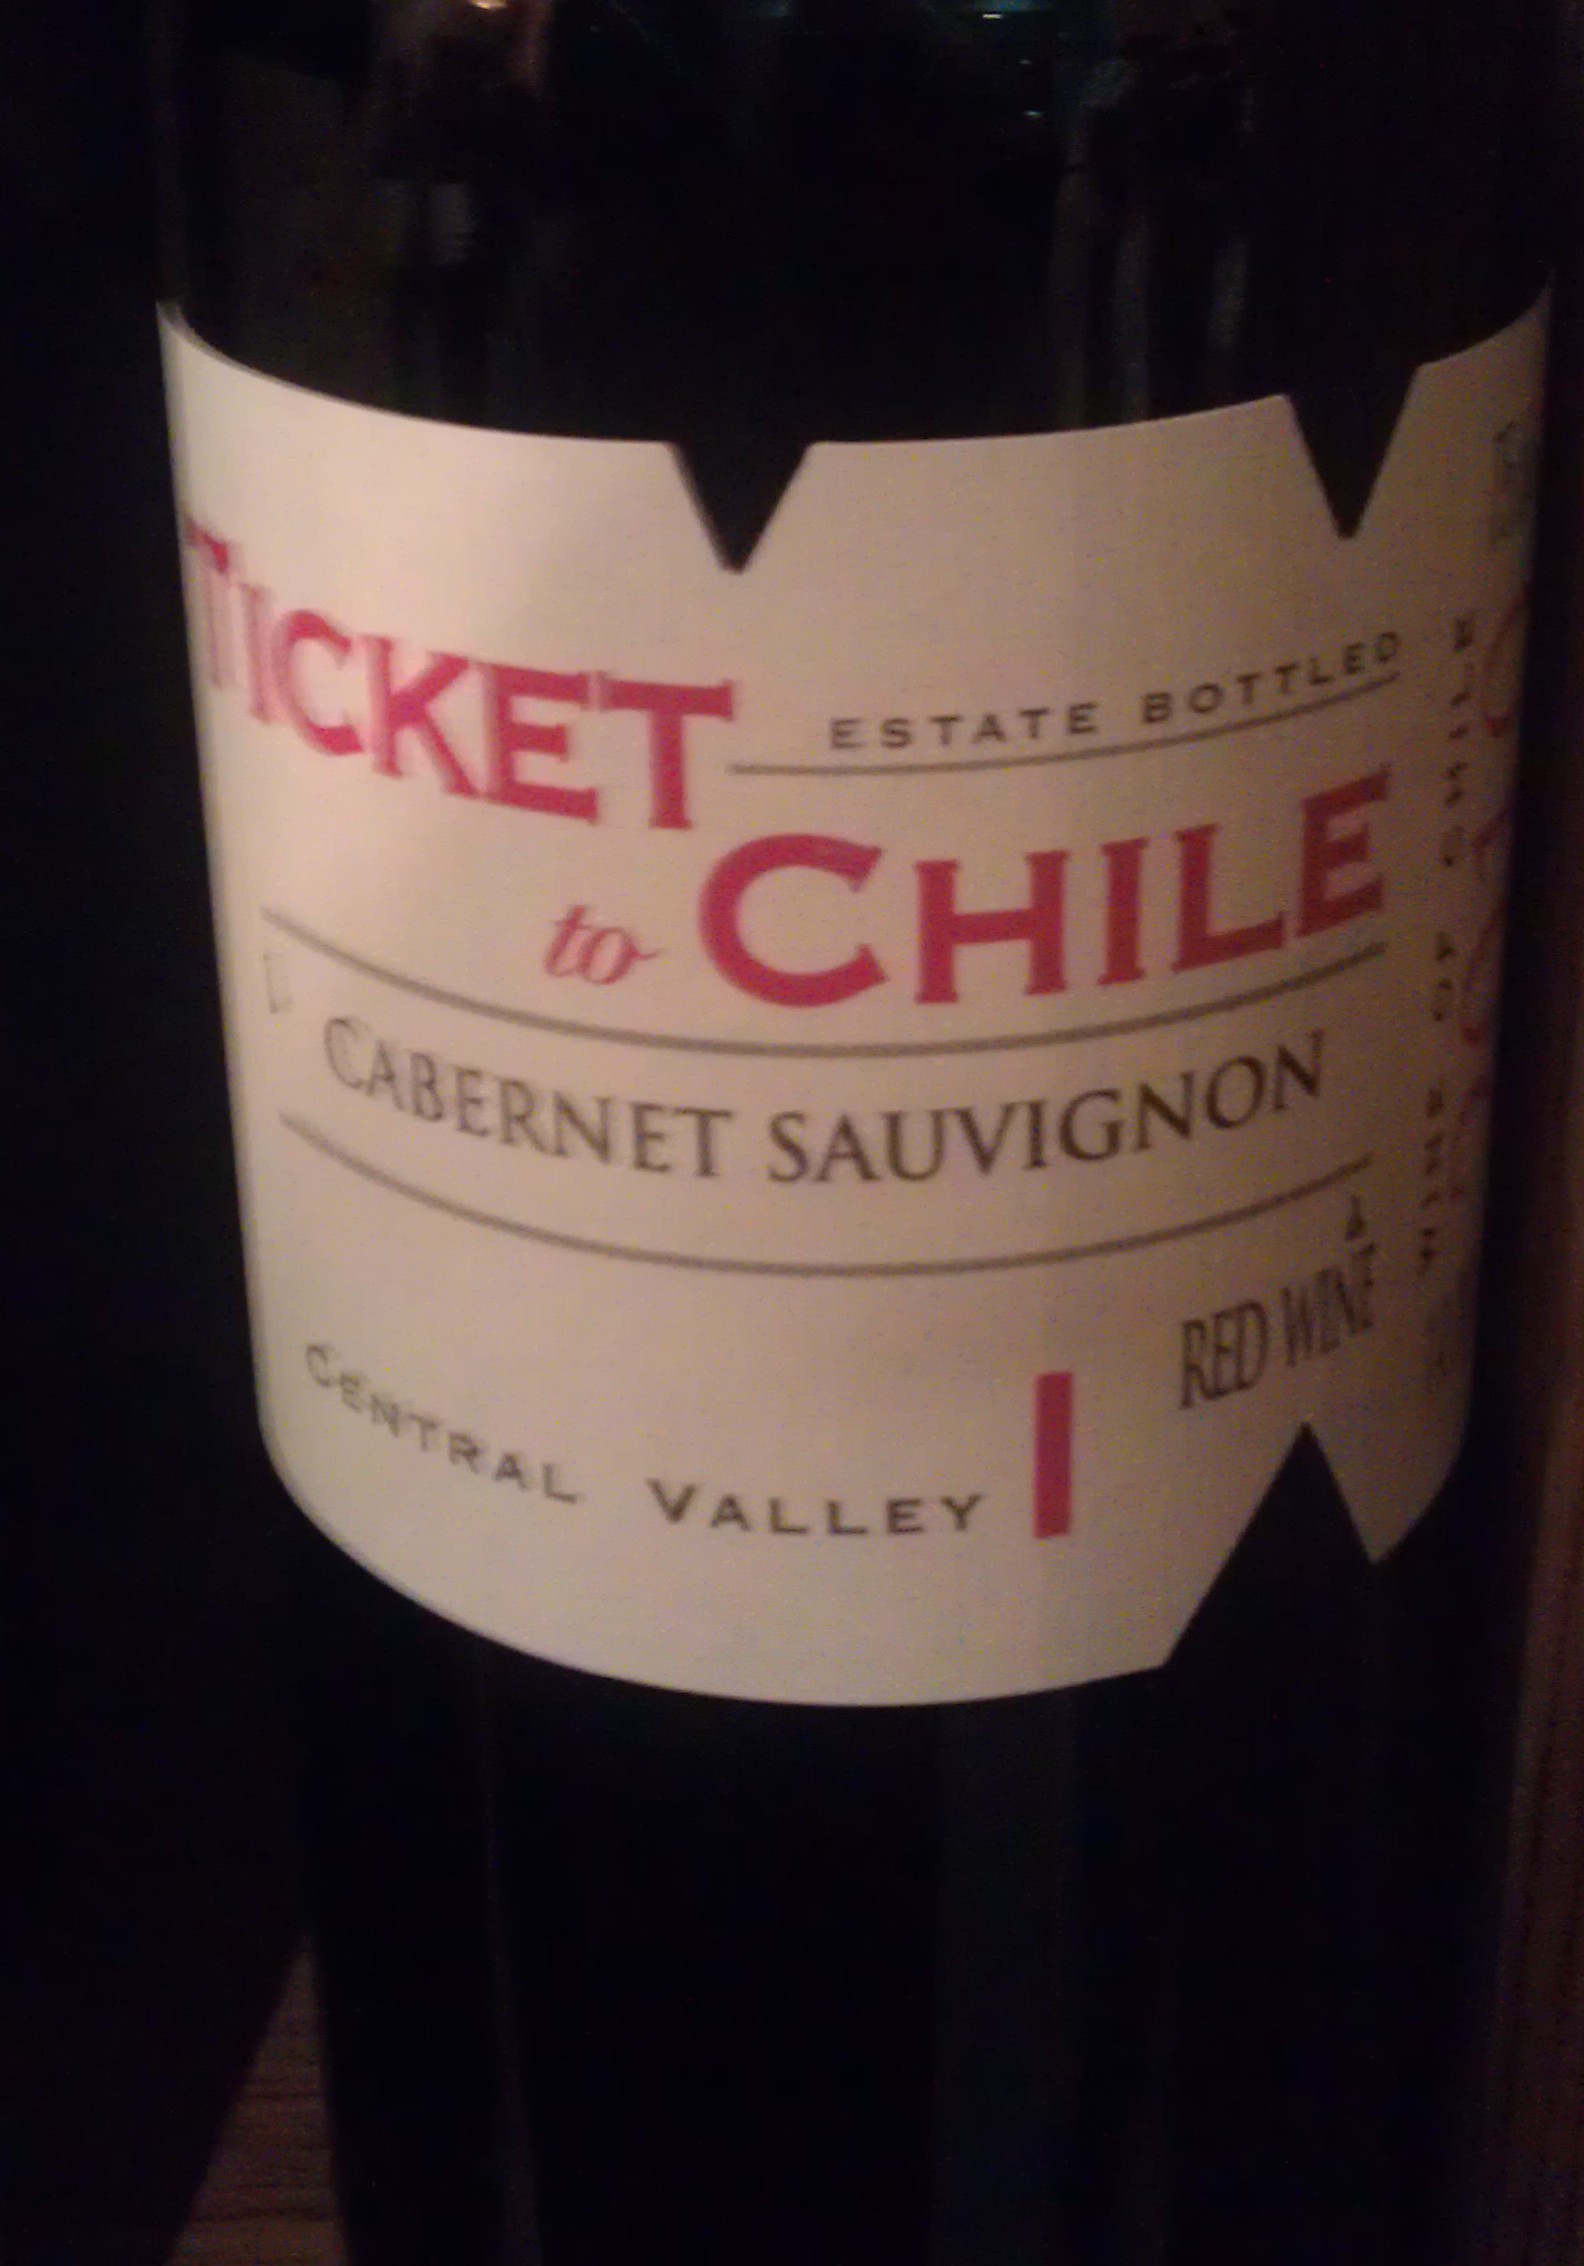 TICKET
ESTATE BOTTLED
to CHILE
CABERNET SAUVIGNON
CENTRAL VALLEY
RED WINE